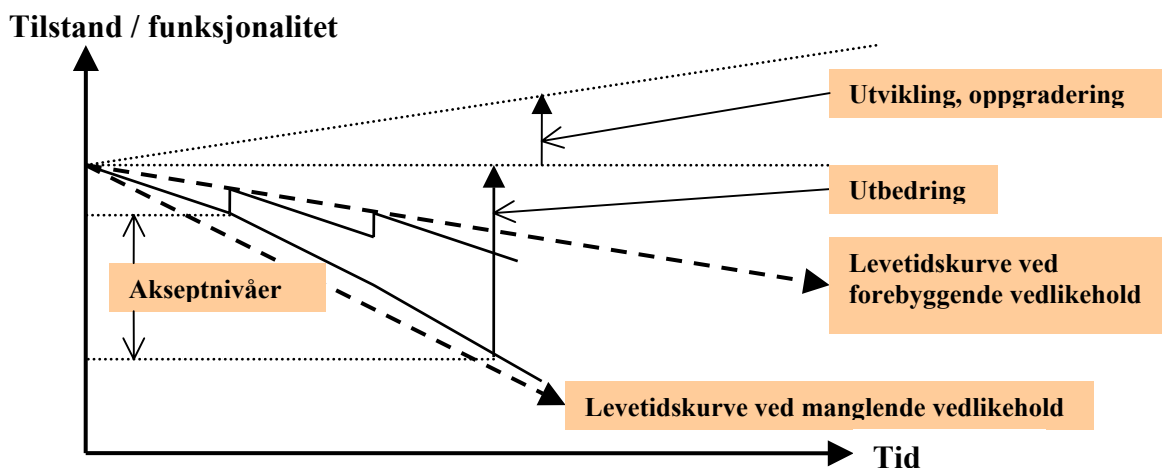 Tilstand / funksjonalitet
Utvikling, oppgradering
Utbedring
Levetidskurve ved
forebyggende vedlikehold
Akseptnivåer
Levetidskurve ved manglende vedlikehold
Tid